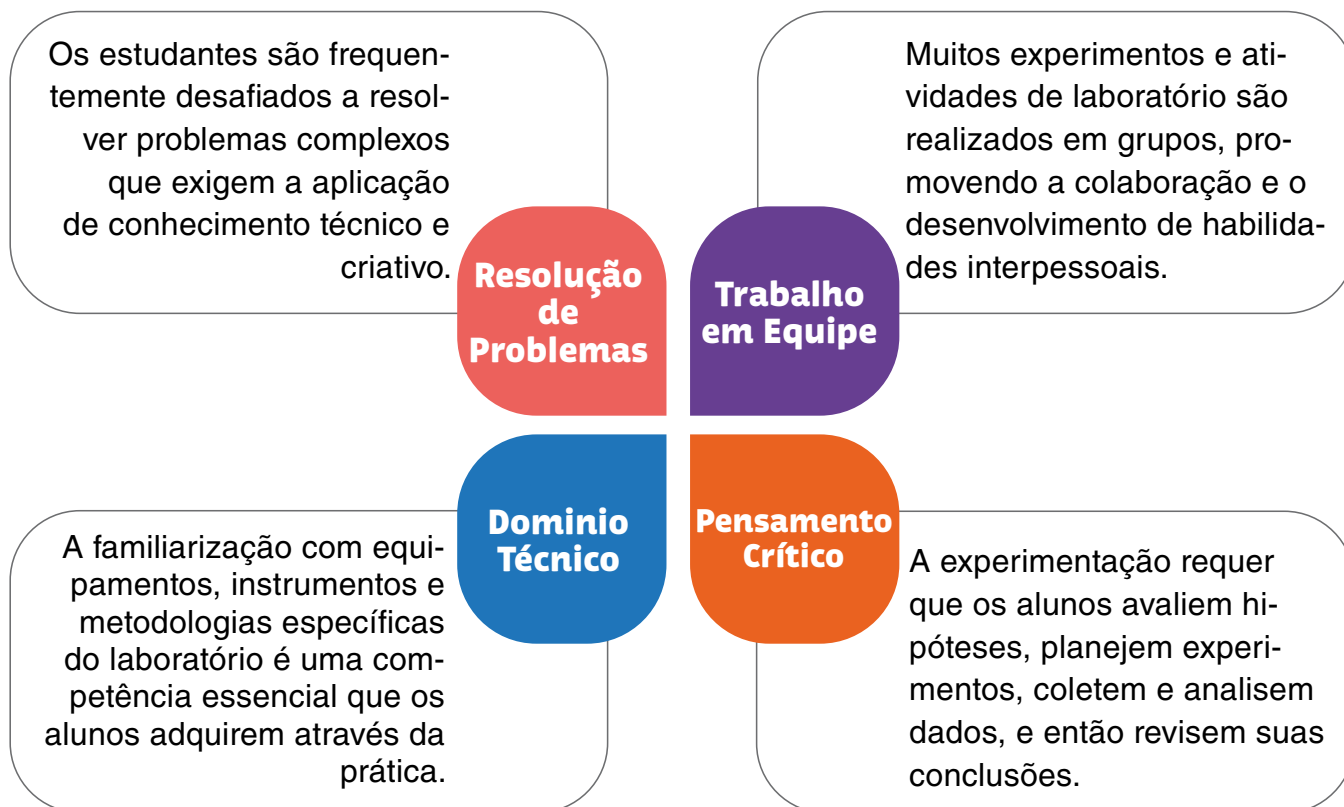 Os estudantes são frequen-
temente desafiados a resol-
ver problemas complexos
que exigem a aplicação
de conhecimento técnico e
criativo.
Resolução
de
Problemas
Muitos experimentos e ati-
vidades de laboratório são
realizados em grupos, pro-
movendo a colaboração e o
desenvolvimento de habilida-
des interpessoais.
Trabalho
em Equipe
A familiarização com equi-
pamentos, instrumentos e
metodologias específicas
do laboratório é uma com-
petência essencial que os
alunos adquirem através da
prática.
Dominio
Técnico
Pensamento
Crítico
A experimentação requer
que os alunos avaliem hi-
póteses, planejem experi-
mentos, coletem e analisem
dados, e então revisem suas
conclusões.